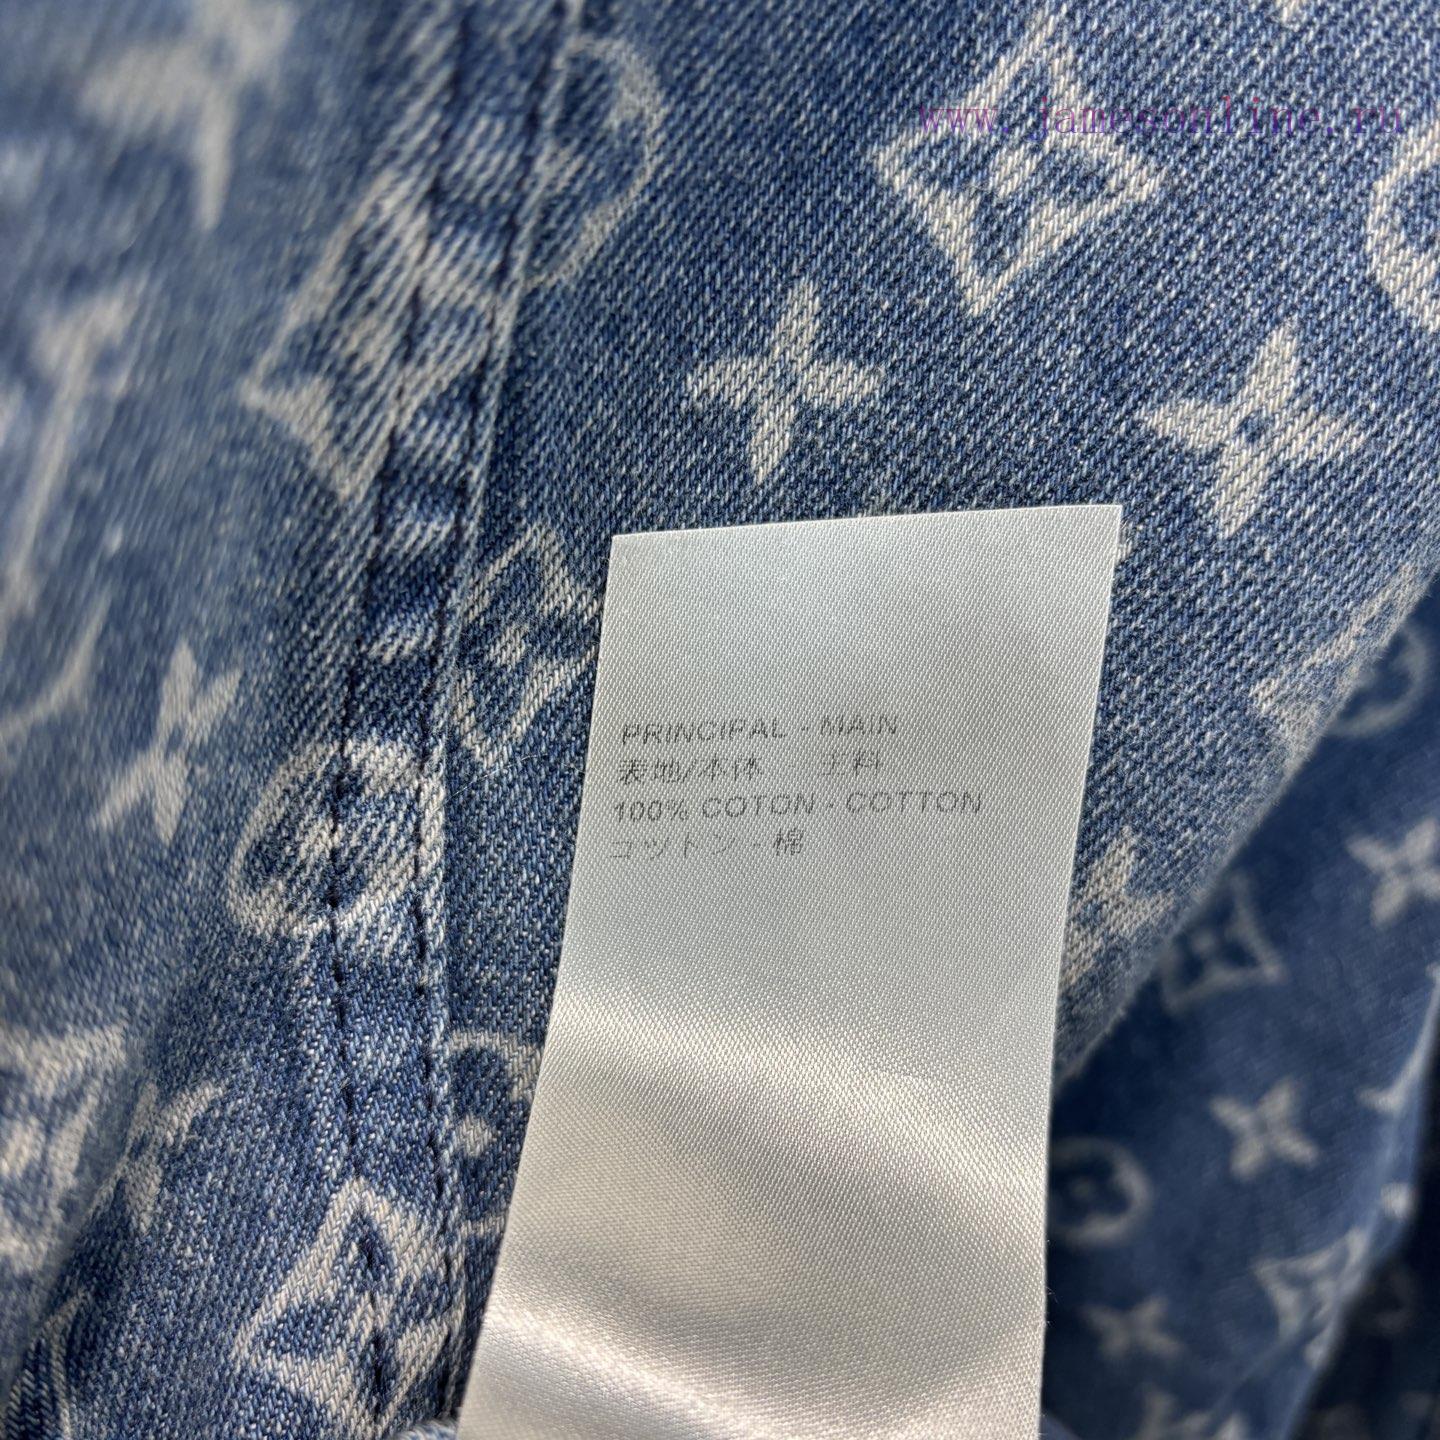 www.jamesonline.ru
PRINCIPAL - MAIN
表地/本体 - 主料
100% COTON - COTTON
コットン - 棉